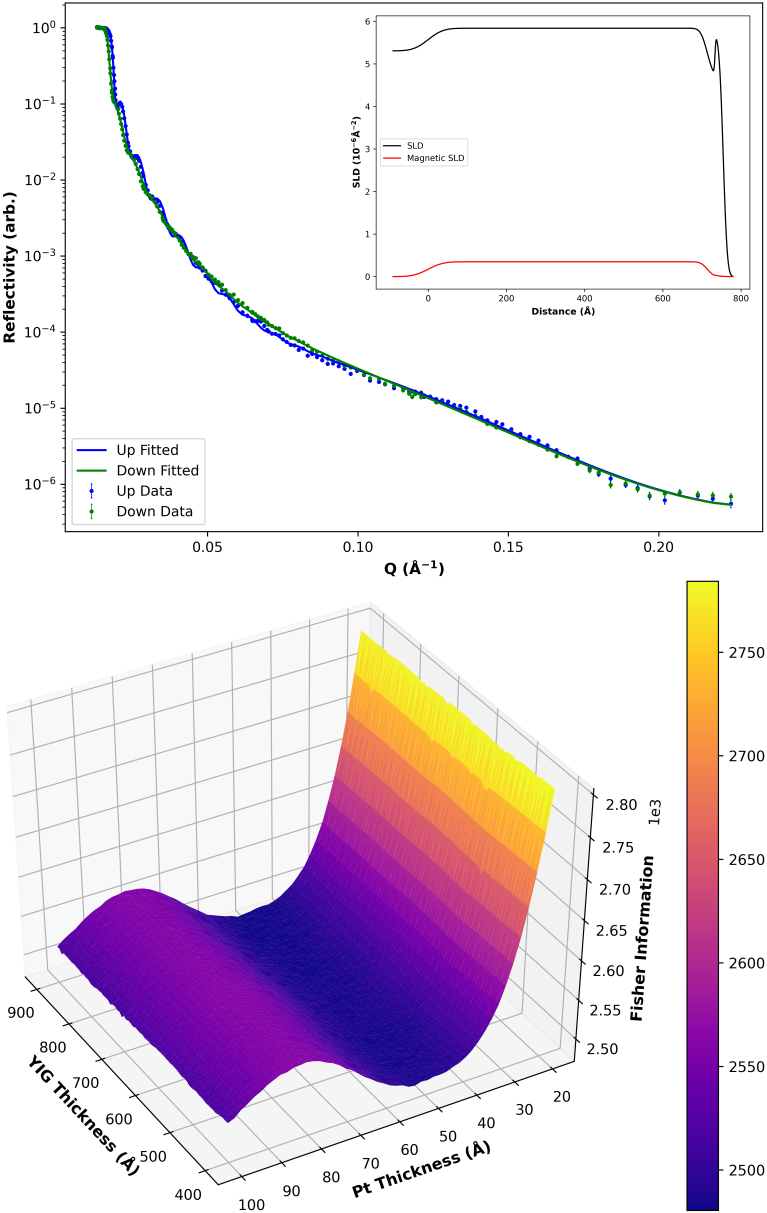 10⁰
10⁻¹
10⁻²
10⁻³
10⁻⁴
10⁻⁵
10⁻⁶
Reflectivity (arb.)
0.05 0.10 0.15 0.20
Q (Å⁻¹)
Up Fitted
Down Fitted
Up Data
Down Data
6
5
4
3
2
1
0
SLD (10⁻⁶Å⁻²)
SLD
Magnetic SLD
0 200 400 600 800
Distance (Å)
2750
2700
2650
2600
2550
2500
1e3
2.80
2.75
2.70
2.65
2.60
2.55
2.50
Fisher Information
900
800
700
600
500
400
YIG Thickness (Å)
100 90 80 70 60 50 40 30 20
Pt Thickness (Å)